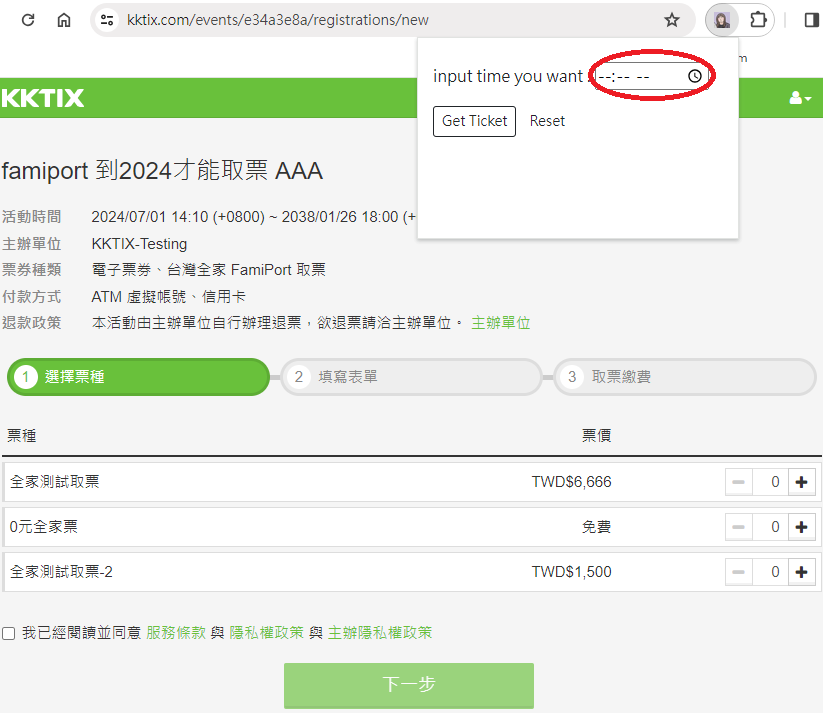 kktix.com/events/e34a3e8a/registrations/new
input time you want :
--:-- --
Get Ticket Reset
KKTIX
famiport 到2024才能取票 AAA
活動時間 2024/07/01 14:10 (+0800) ~ 2038/01/26 18:00 (+
主辦單位 KKTIX-Testing
票券種類 電子票券、台灣全家 FamiPort 取票
付款方式 ATM 虛擬帳號、信用卡
退款政策 本活動由主辦單位自行辦理退票，欲退票請洽主辦單位。 主辦單位
1 選擇票種 2 填寫表單 3 取票繳費
票種 票價
全家測試取票 TWD$6,666 0
0元全家票 免費 0
全家測試取票-2 TWD$1,500 0
我已經閱讀並同意 服務條款 與 隱私權政策 與 主辦隱私權政策
下一步